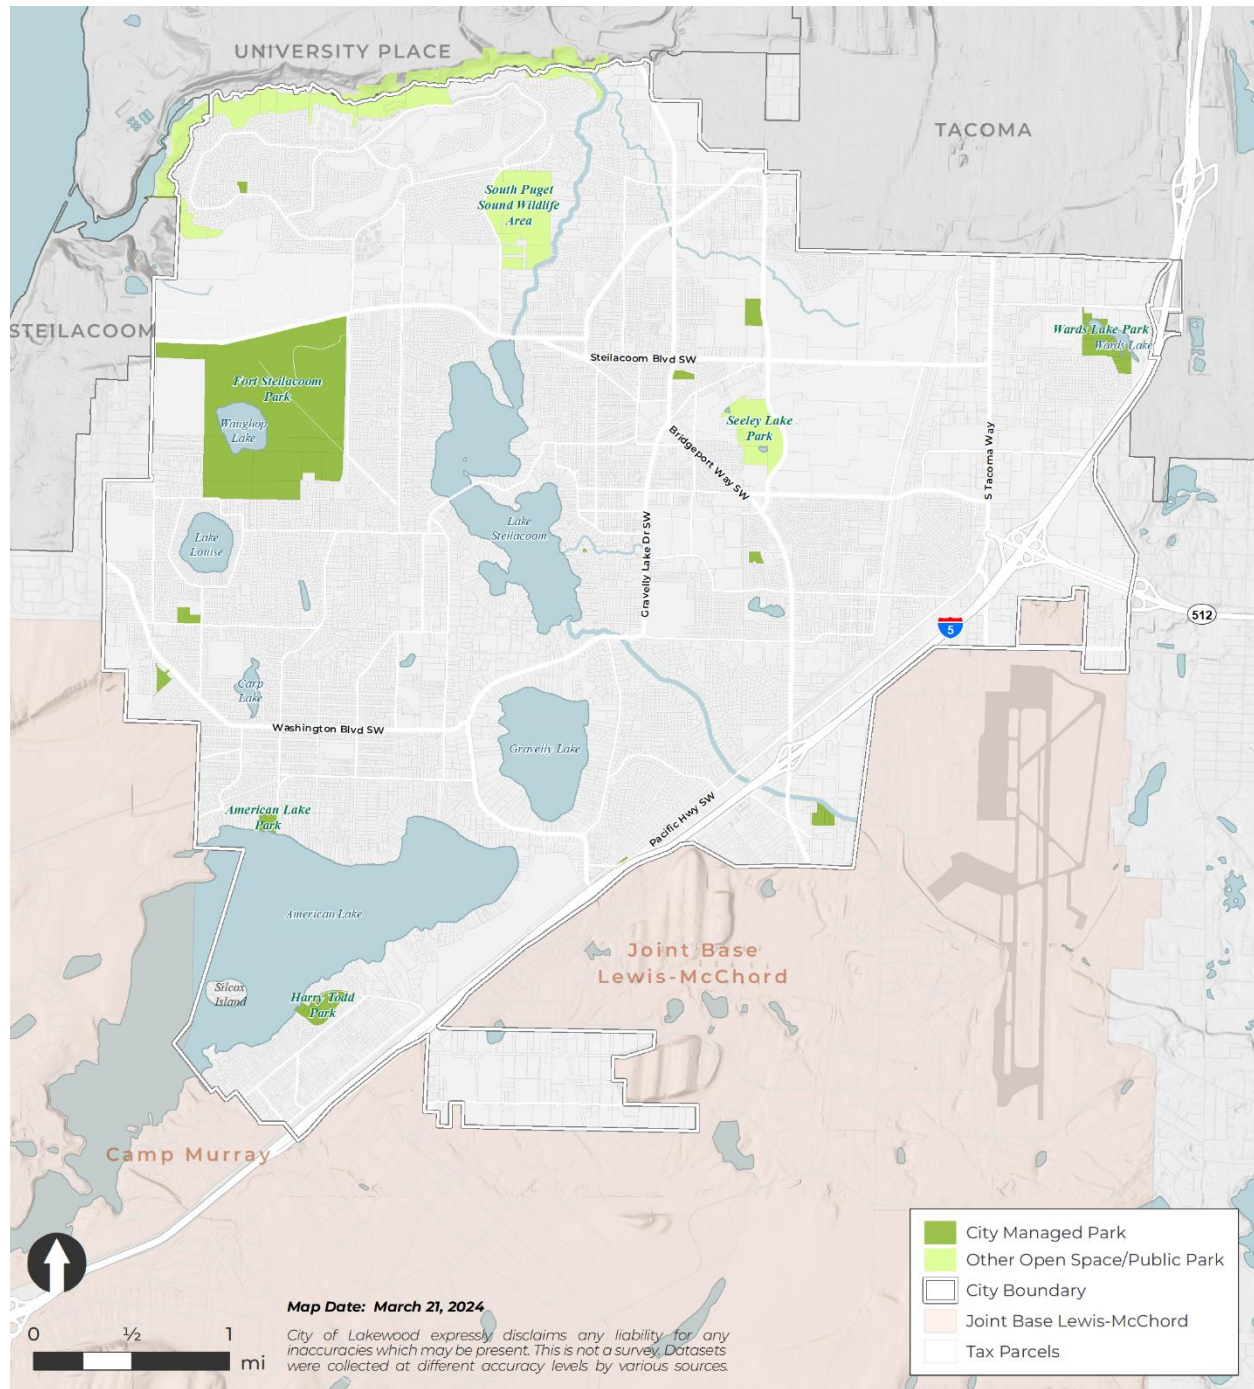 UNIVERSITY PLACE
TACOMA
South Puget
Sound Wildlife
Area
STEILACOOM
Wards Lake Park
Wards Lake
Steilacoom Blvd SW
Fort Steilacoom
Park
Waughop
Lake
Seeley Lake
Park
Bridgeport Way SW
S Tacoma Way
Lake
Steilacoom
Lake
Louise
Gravelly Lake Dr SW
512
5
Carp
Lake
Washington Blvd SW
Gravelly Lake
American Lake
Park
Pacific Hwy SW
American Lake
Joint Base
Lewis-McChord
Silcox
Island
Harry Todd
Park
Camp Murray
City Managed Park
Other Open Space/Public Park
City Boundary
Joint Base Lewis-McChord
Tax Parcels
Map Date: March 21, 2024
0 ½ 1
mi
City of Lakewood expressly disclaims any liability for any
inaccuracies which may be present. This is not a survey. Datasets
were collected at different accuracy levels by various sources.